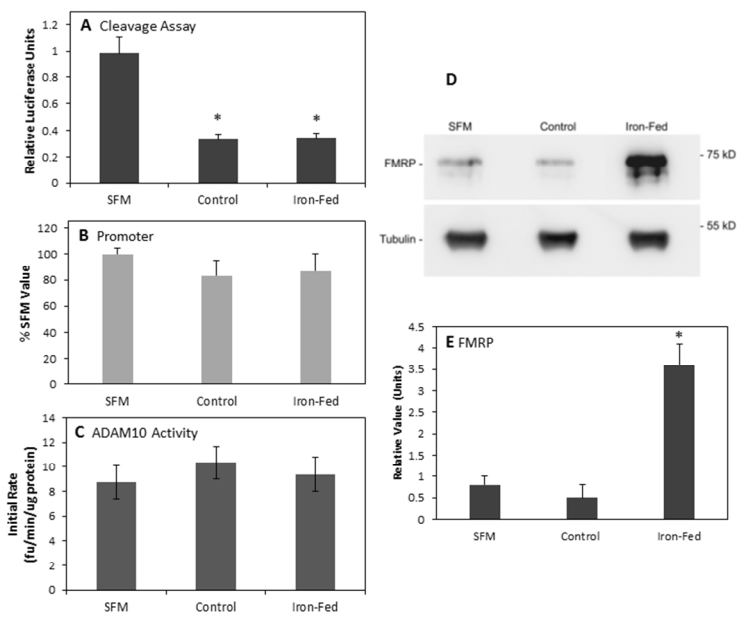 A Cleavage Assay
Relative Luciferase Units
1.2
1
0.8
0.6
0.4
0.2
0
*
*
SFM
Control
Iron-Fed
B Promoter
% SFM Value
120
100
80
60
40
20
0
SFM
Control
Iron-Fed
C ADAM10 Activity
Initial Rate
(fu/min/ug protein)
14
12
10
8
6
4
2
0
SFM
Control
Iron-Fed
D
SFM
Control
Iron-Fed
FMRP -
- 75 kD
Tubulin -
- 55 kD
E FMRP
Relative Value (Units)
4.5
4
3.5
3
2.5
2
1.5
1
0.5
0
*
SFM
Control
Iron-Fed